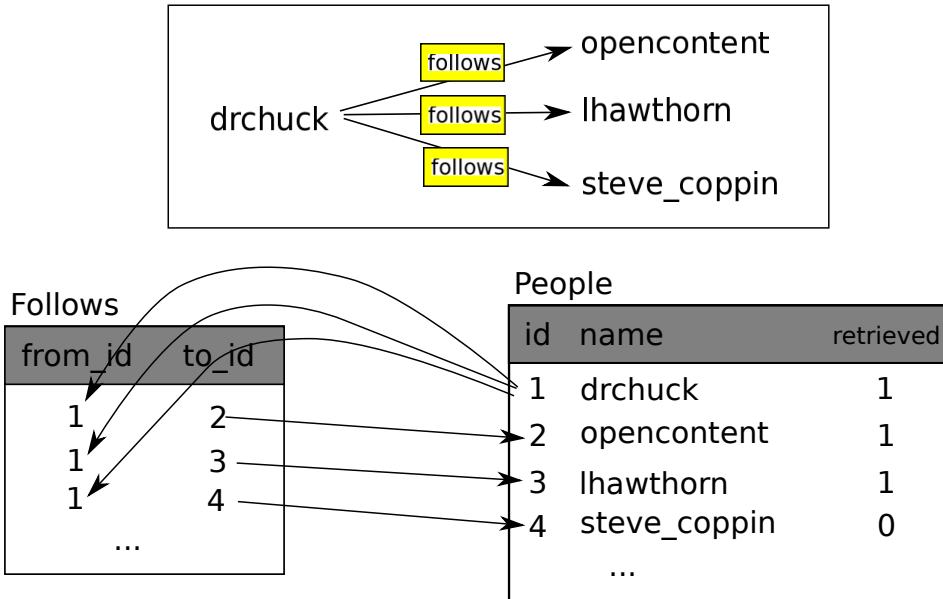 follows opencontent
drchuck follows lhawthorn
follows steve_coppin
Follows
from_id to_id
1 2
1 3
1 4
...
People
id name retrieved
1 drchuck 1
2 opencontent 1
3 lhawthorn 1
4 steve_coppin 0
...